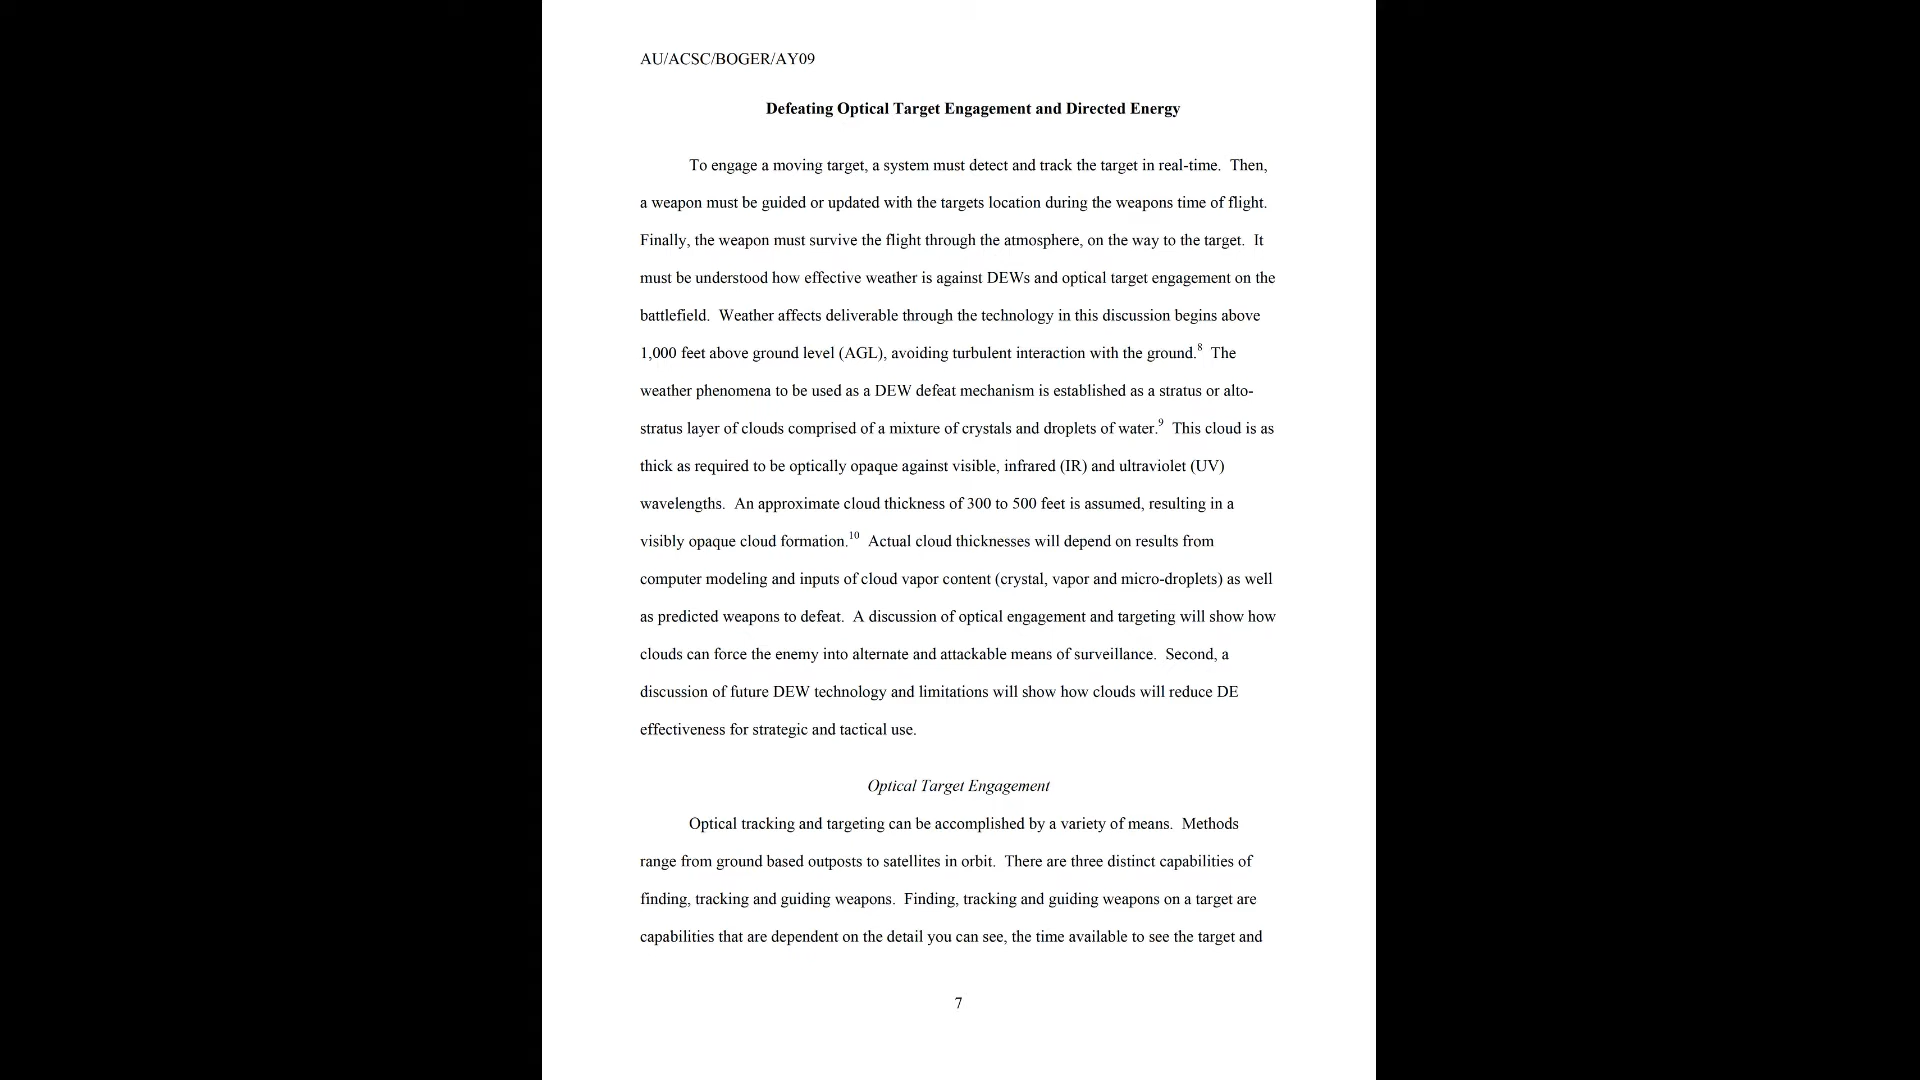 AU/ACSC/BOGER/AY09
Defeating Optical Target Engagement and Directed Energy
To engage a moving target, a system must detect and track the target in real-time.  Then,
a weapon must be guided or updated with the targets location during the weapons time of flight.
Finally, the weapon must survive the flight through the atmosphere, on the way to the target.  It
must be understood how effective weather is against DEWs and optical target engagement on the
battlefield.  Weather affects deliverable through the technology in this discussion begins above
1,000 feet above ground level (AGL), avoiding turbulent interaction with the ground.8  The
weather phenomena to be used as a DEW defeat mechanism is established as a stratus or alto-
stratus layer of clouds comprised of a mixture of crystals and droplets of water.9  This cloud is as
thick as required to be optically opaque against visible, infrared (IR) and ultraviolet (UV)
wavelengths.  An approximate cloud thickness of 300 to 500 feet is assumed, resulting in a
visibly opaque cloud formation.10  Actual cloud thicknesses will depend on results from
computer modeling and inputs of cloud vapor content (crystal, vapor and micro-droplets) as well
as predicted weapons to defeat.  A discussion of optical engagement and targeting will show how
clouds can force the enemy into alternate and attackable means of surveillance.  Second, a
discussion of future DEW technology and limitations will show how clouds will reduce DE
effectiveness for strategic and tactical use.
Optical Target Engagement
Optical tracking and targeting can be accomplished by a variety of means.  Methods
range from ground based outposts to satellites in orbit.  There are three distinct capabilities of
finding, tracking and guiding weapons.  Finding, tracking and guiding weapons on a target are
capabilities that are dependent on the detail you can see, the time available to see the target and
7